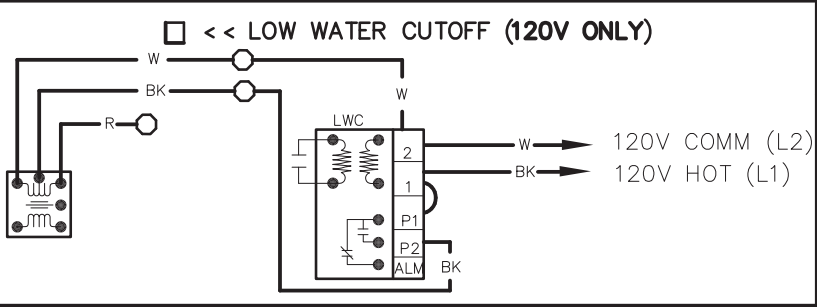 << LOW WATER CUTOFF (120V ONLY)
W
BK
R
W
LWC
2
W
120V COMM (L2)
BK
120V HOT (L1)
1
P1
P2
ALM
BK